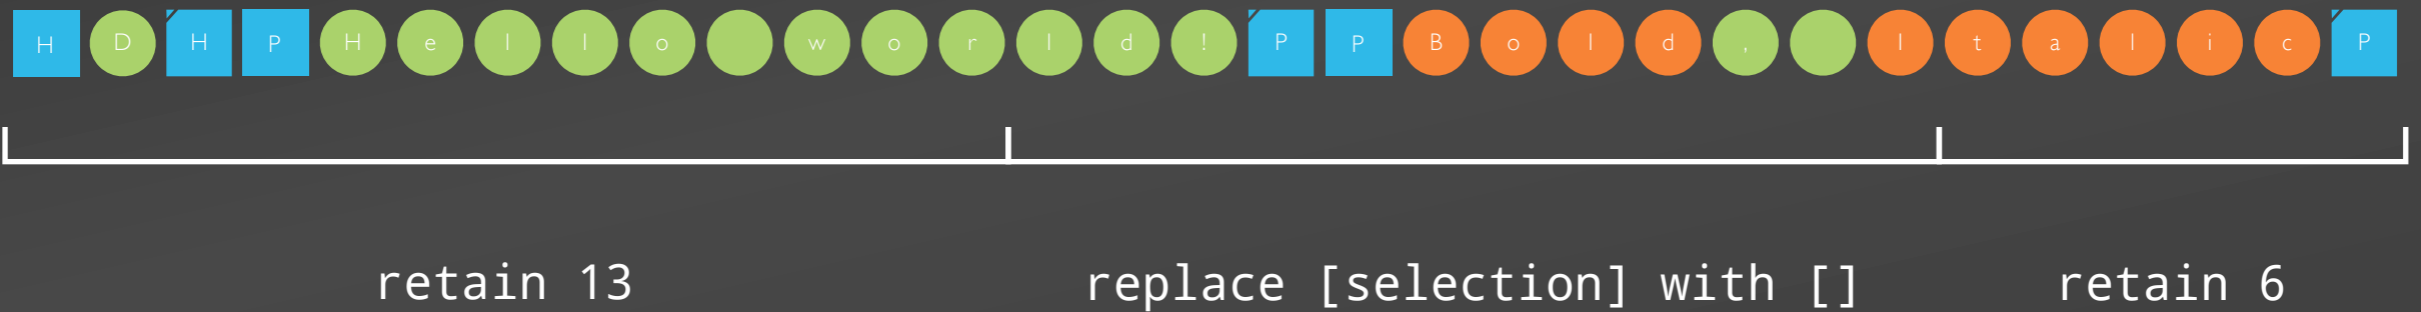 H D H P H e l l o w o r l d ! P P B o l d , I t a l i c P
retain 13 replace [selection] with [] retain 6